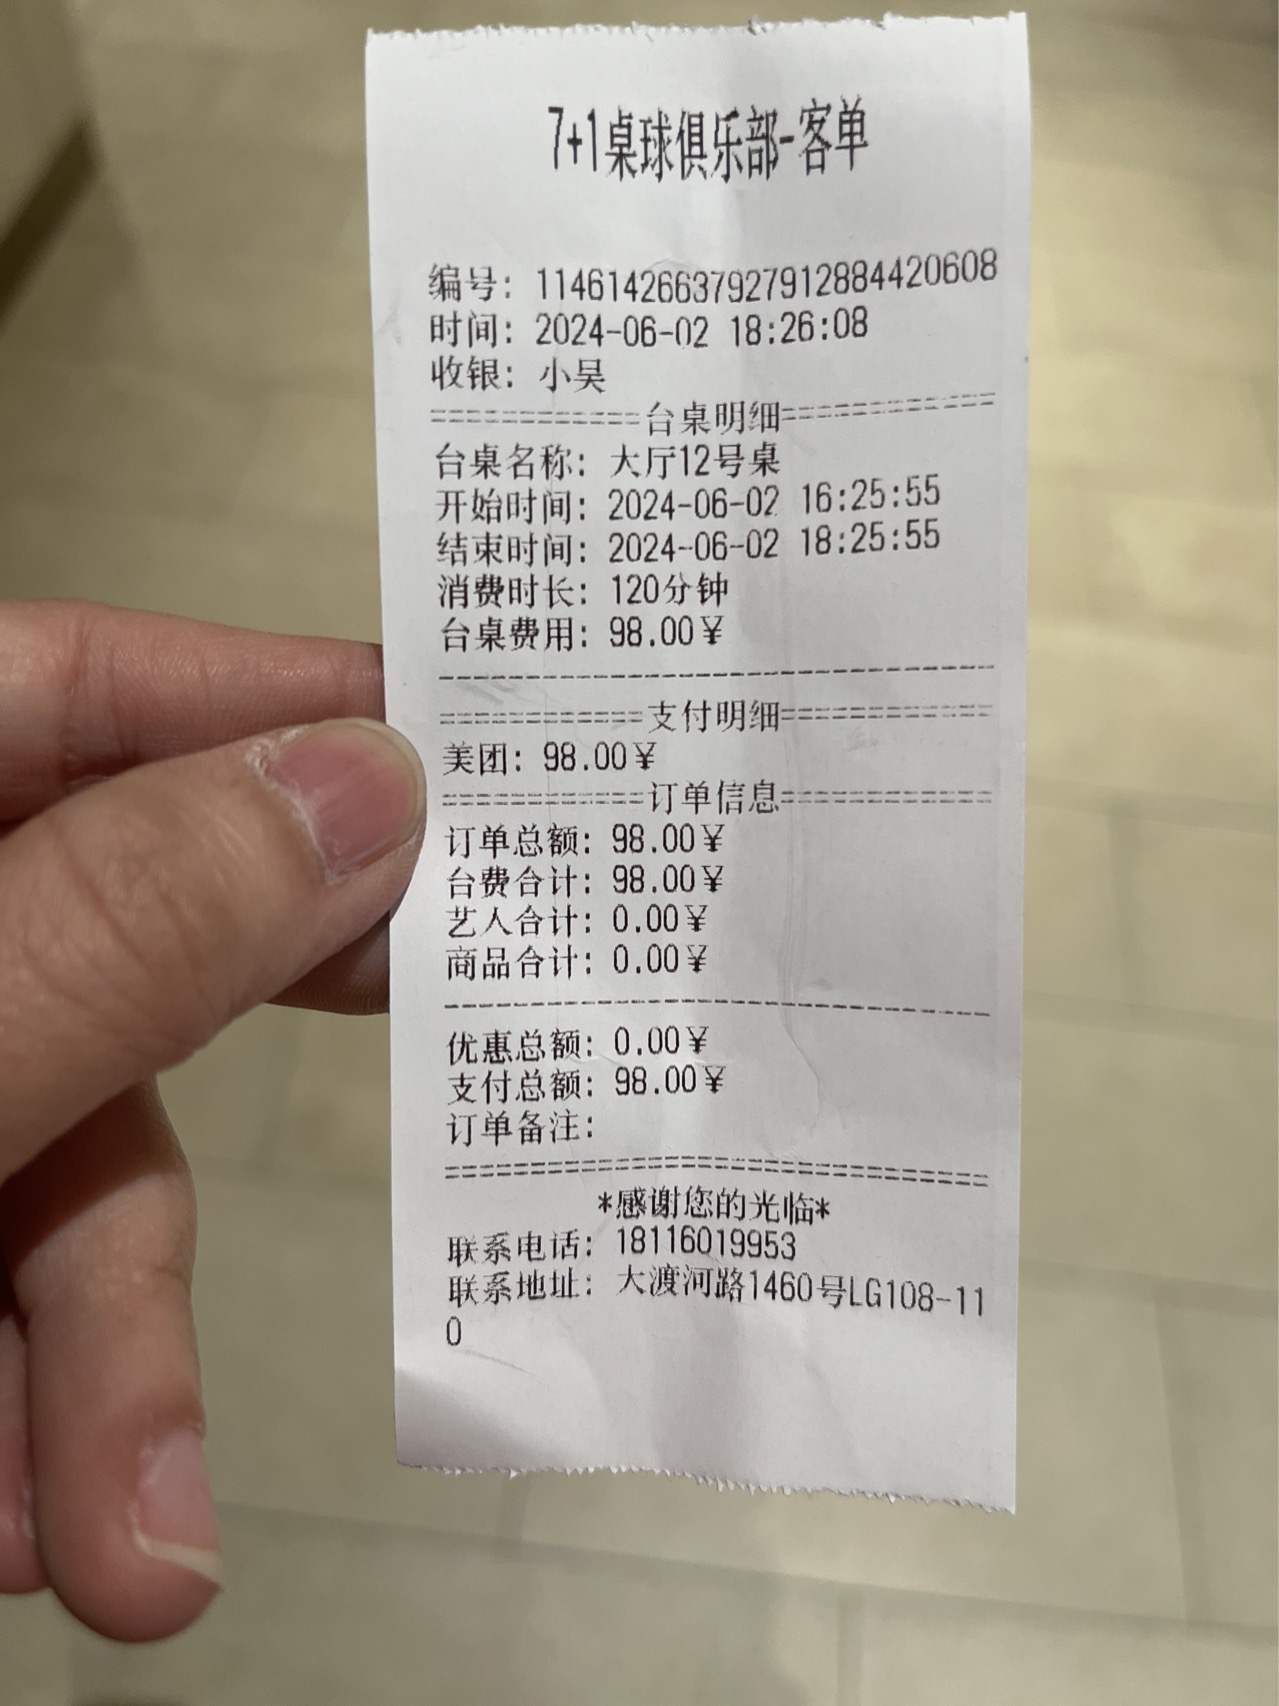 7+1桌球俱乐部-客单
编号: 1146142663792791288442​0608
时间: 2024-06-02 18:26:08
收银: 小吴
============台桌明细=============
台桌名称: 大厅12号桌
开始时间: 2024-06-02 16:25:55
结束时间: 2024-06-02 18:25:55
消费时长: 120分钟
台桌费用: 98.00￥
--------------------------------
============支付明细=============
美团: 98.00￥
============订单信息=============
订单总额: 98.00￥
台费合计: 98.00￥
艺人合计: 0.00￥
商品合计: 0.00￥
--------------------------------
优惠总额: 0.00￥
支付总额: 98.00￥
订单备注:
================================
*感谢您的光临*
联系电话: 18116019953
联系地址: 大渡河路1460号LG108-11
0